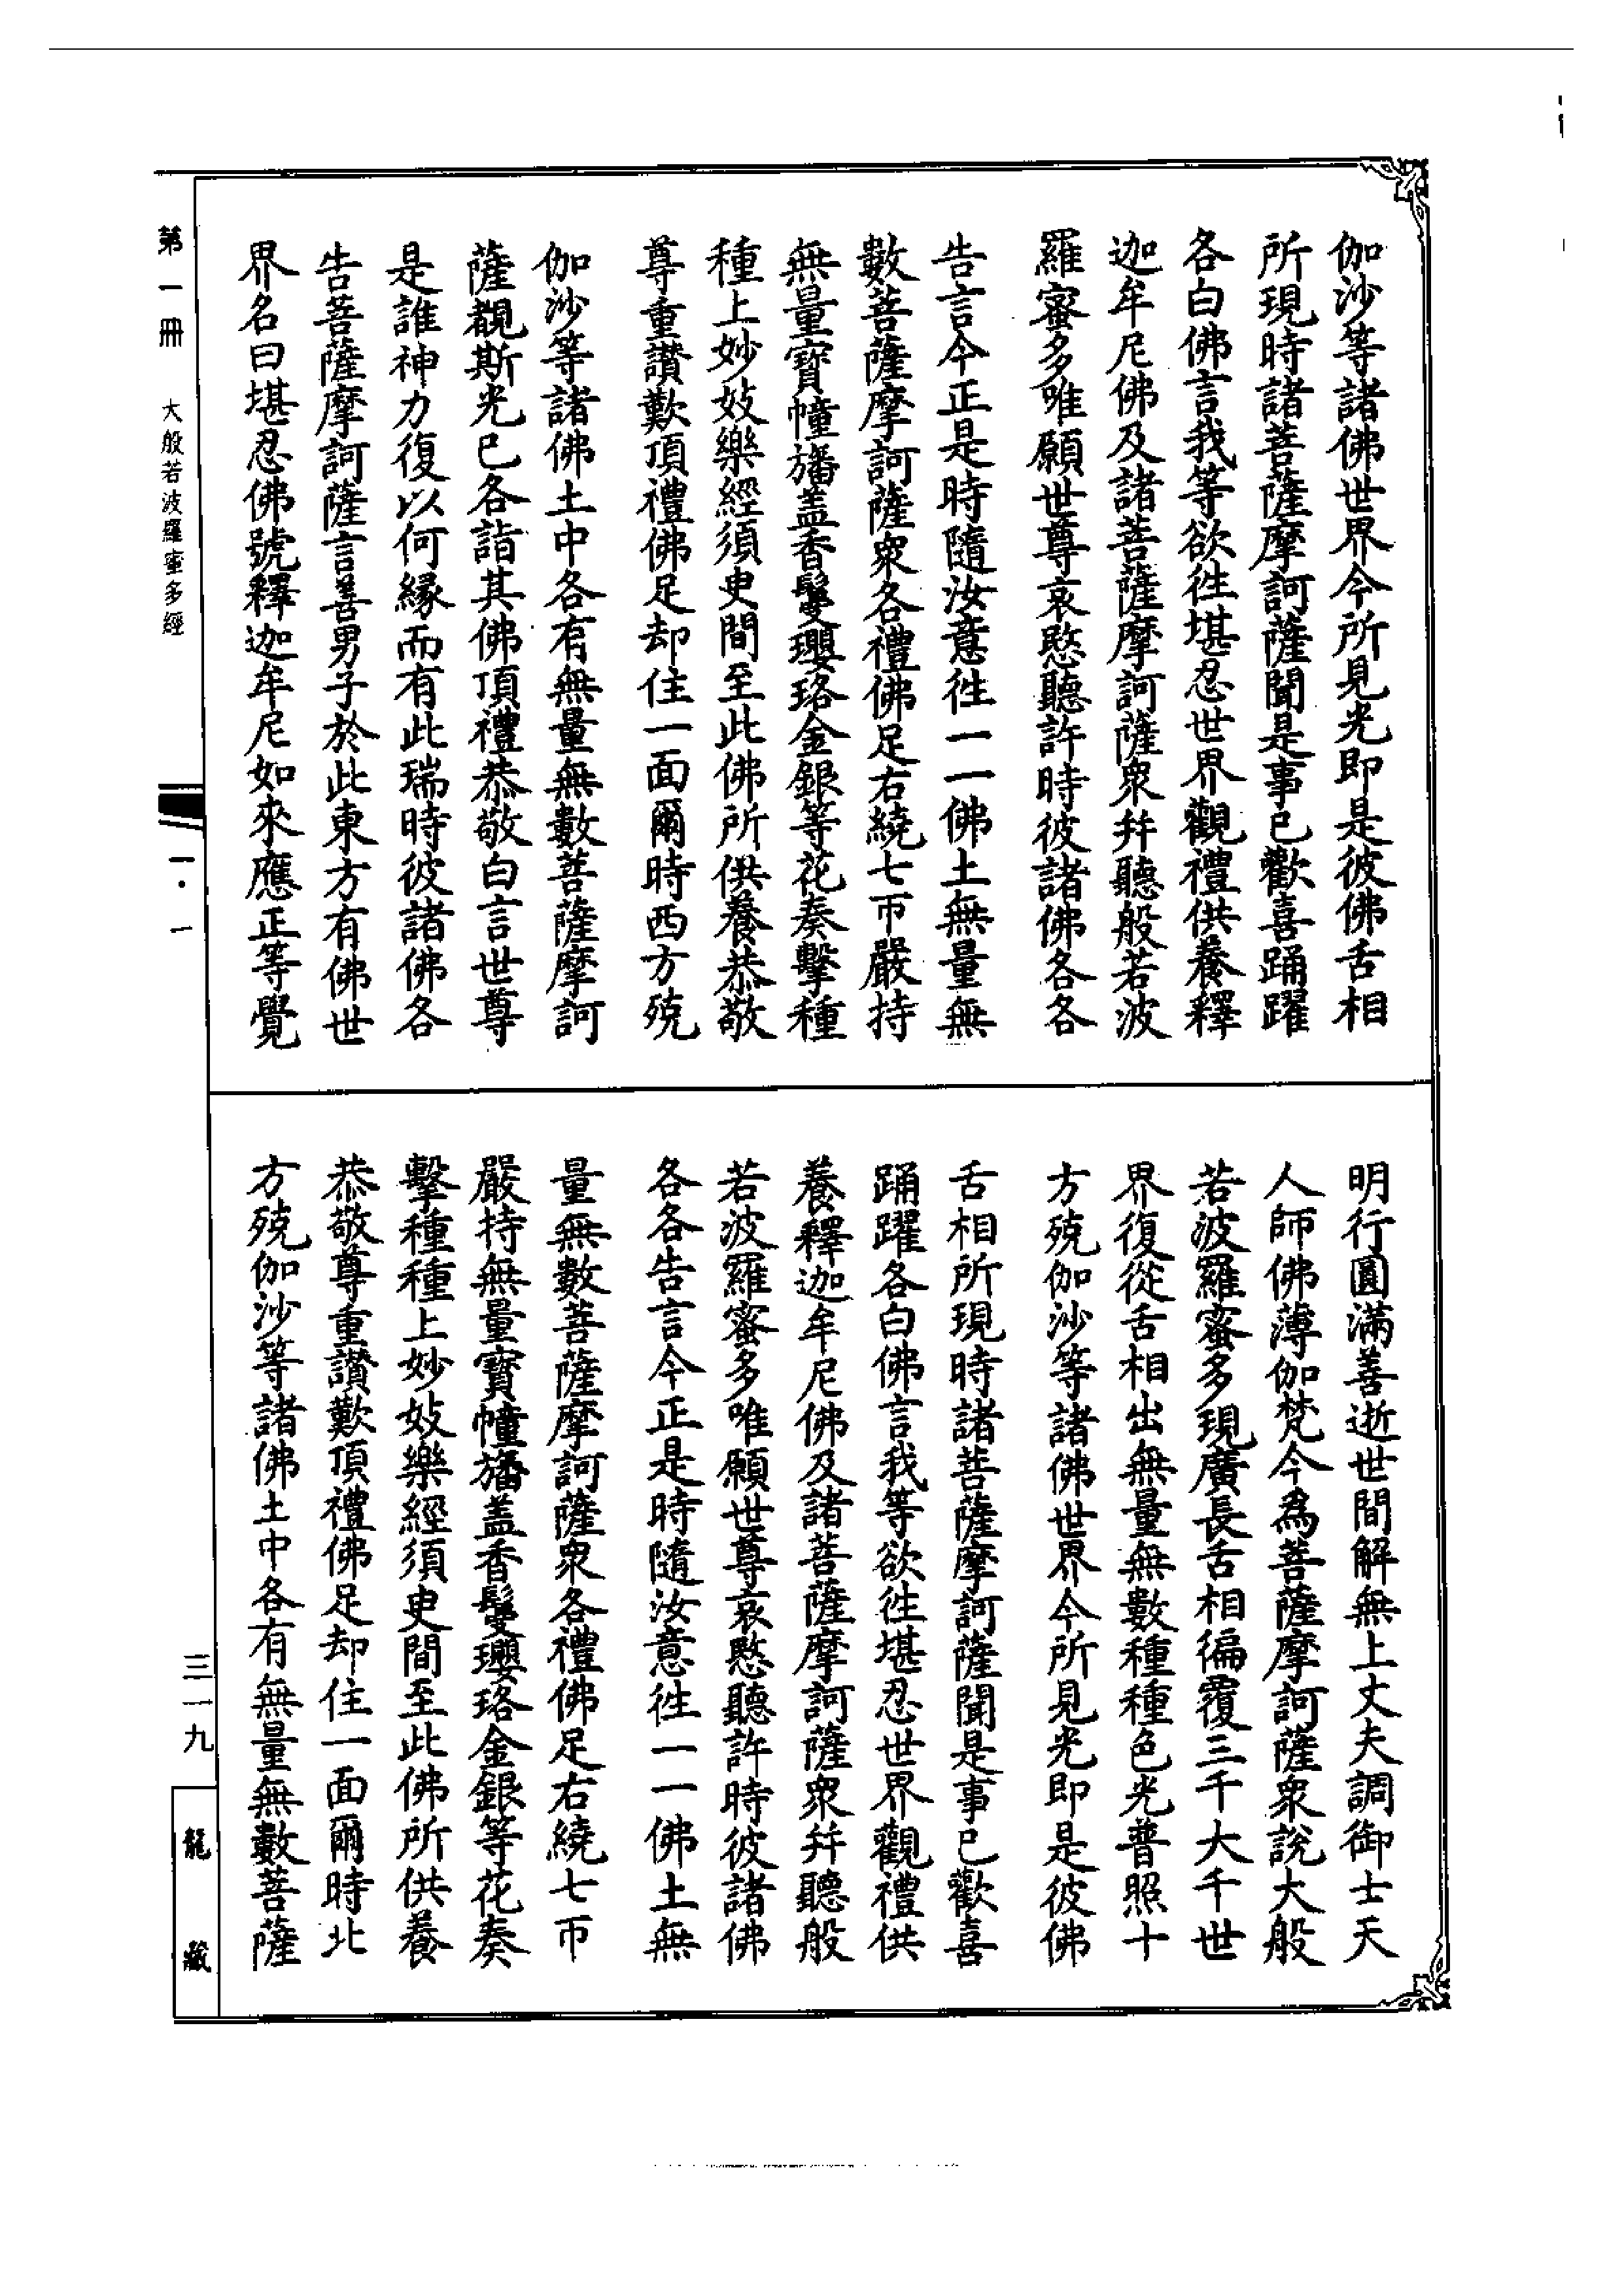 伽沙等諸佛世界今所見光即是彼佛舌相
所現時諸菩薩摩訶薩聞是事已歡喜踊躍
各白佛言我等欲徃堪忍世界觀禮供養釋
迦牟尼佛及諸菩薩摩訶薩衆并聽般若波
羅蜜多唯願世尊哀愍聽許時彼諸佛各各
告言今正是時隨汝意徃一一佛土無量無
數菩薩摩訶薩衆各禮佛足右繞七帀嚴持
無量寶幢旛盖香鬘瓔珞金銀等花奏擊種
種上妙妓樂經須臾間至此佛所供養恭敬
尊重讚歎頂禮佛足却住一面爾時西方殑
伽沙等諸佛土中各有無量無數菩薩摩訶
薩覩斯光已各詣其佛頂禮恭敬白言世尊
是誰神力復以何緣而有此瑞時彼諸佛各
告菩薩摩訶薩言善男子於此東方有佛世
界名曰堪忍佛號釋迦牟尼如來應正等覺
明行圓滿善逝世間解無上丈夫調御士天
人師佛薄伽梵今為菩薩摩訶薩衆說大般
若波羅蜜多現廣長舌相徧覆三千大千世
界復從舌相出無量無數種種色光普照十
方殑伽沙等諸佛世界今所見光即是彼佛
舌相所現時諸菩薩摩訶薩聞是事已歡喜
踊躍各白佛言我等欲徃堪忍世界觀禮供
養釋迦牟尼佛及諸菩薩摩訶薩衆并聽般
若波羅蜜多唯願世尊哀愍聽許時彼諸佛
各各告言今正是時隨汝意徃一一佛土無
量無數菩薩摩訶薩衆各禮佛足右繞七帀
嚴持無量寶幢旛盖香鬘瓔珞金銀等花奏
擊種種上妙妓樂經須臾間至此佛所供養
恭敬尊重讚歎頂禮佛足却住一面爾時北
方殑伽沙等諸佛土中各有無量無數菩薩
第一冊 大般若波羅蜜多經 一·一
三一九
龍藏